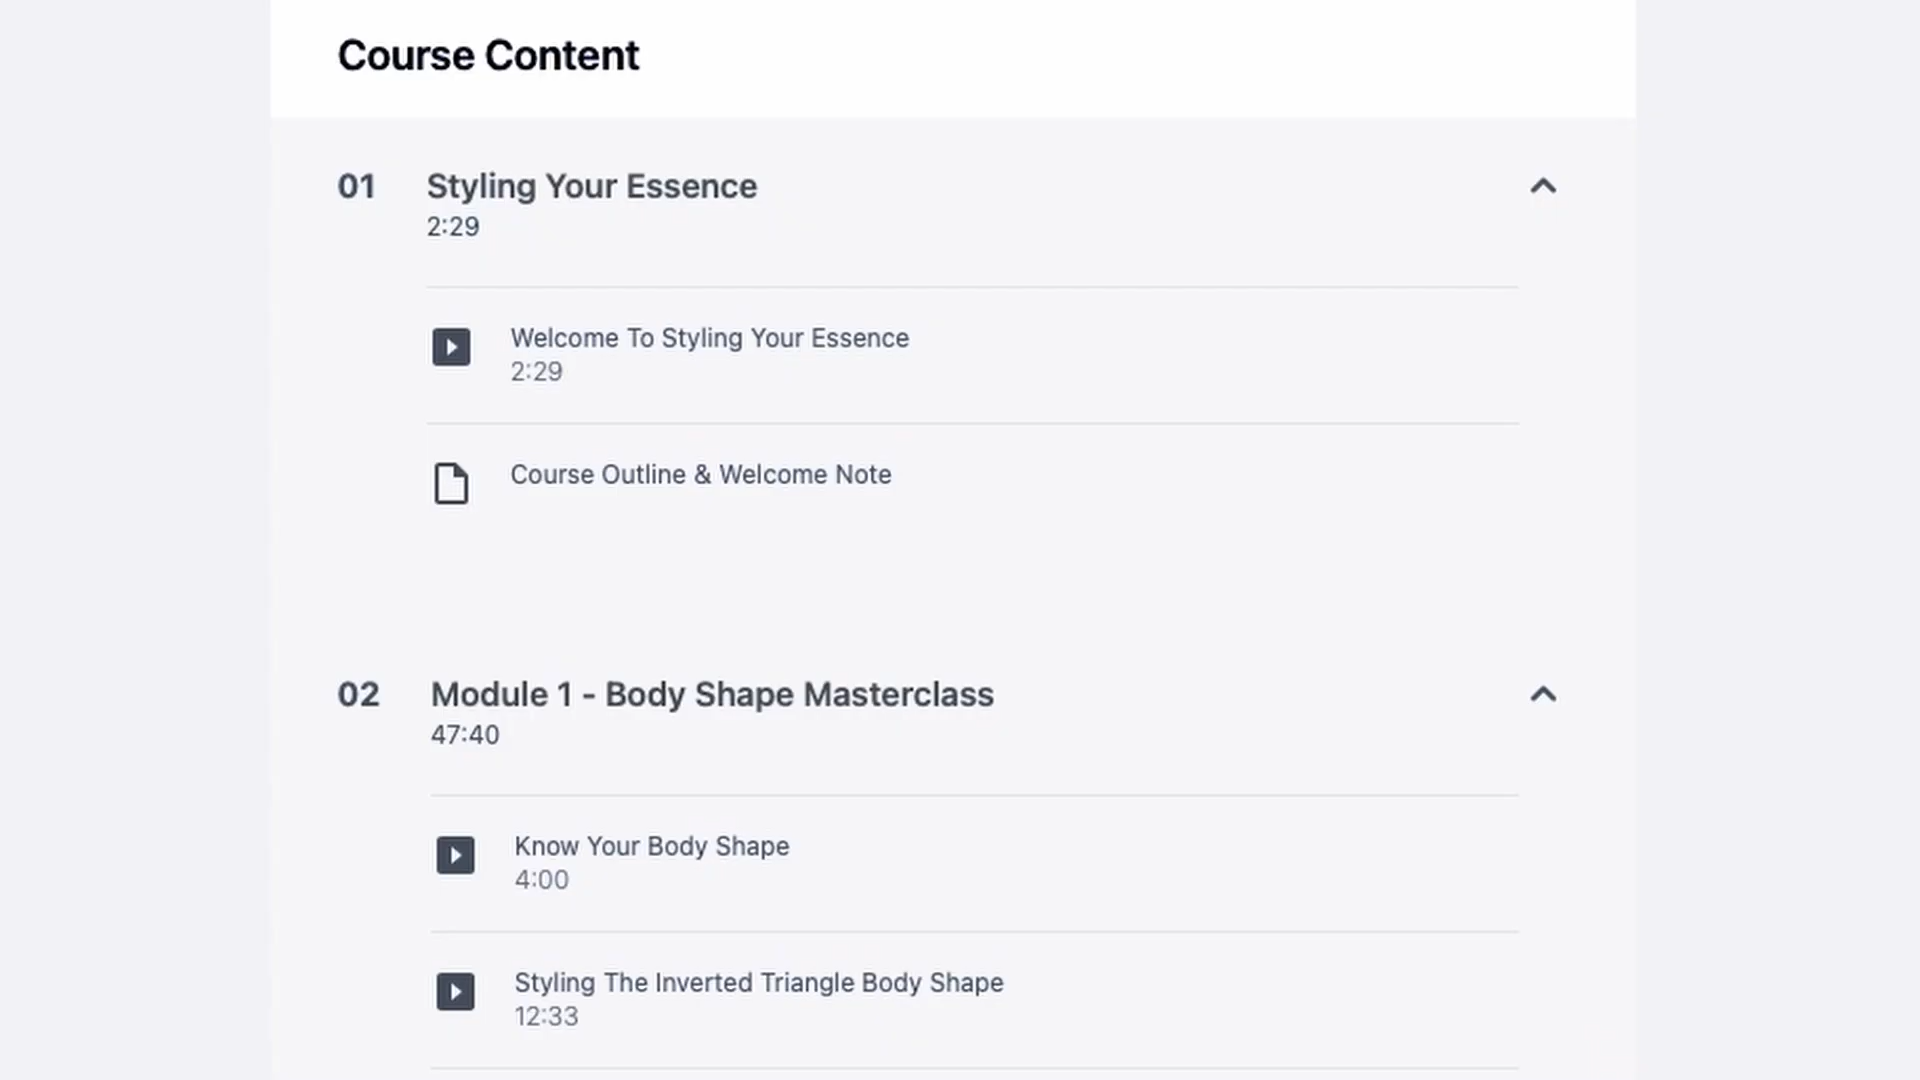 Course Content
01 Styling Your Essence
2:29
Welcome To Styling Your Essence
2:29
Course Outline & Welcome Note
02 Module 1 - Body Shape Masterclass
47:40
Know Your Body Shape
4:00
Styling The Inverted Triangle Body Shape
12:33